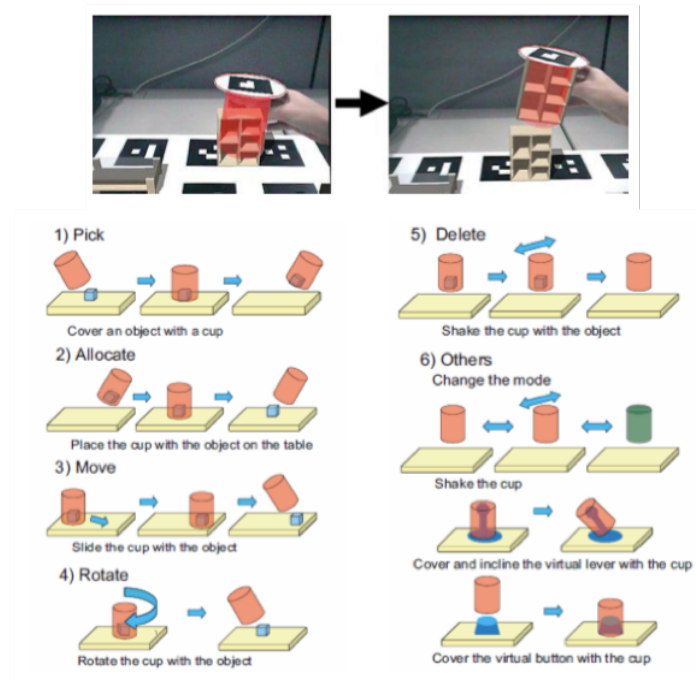 1) Pick
Cover an object with a cup
2) Allocate
Place the cup with the object on the table
3) Move
Slide the cup with the object
4) Rotate
Rotate the cup with the object
5) Delete
Shake the cup with the object
6) Others
Change the mode
Shake the cup
Cover and incline the virtual lever with the cup
Cover the virtual button with the cup